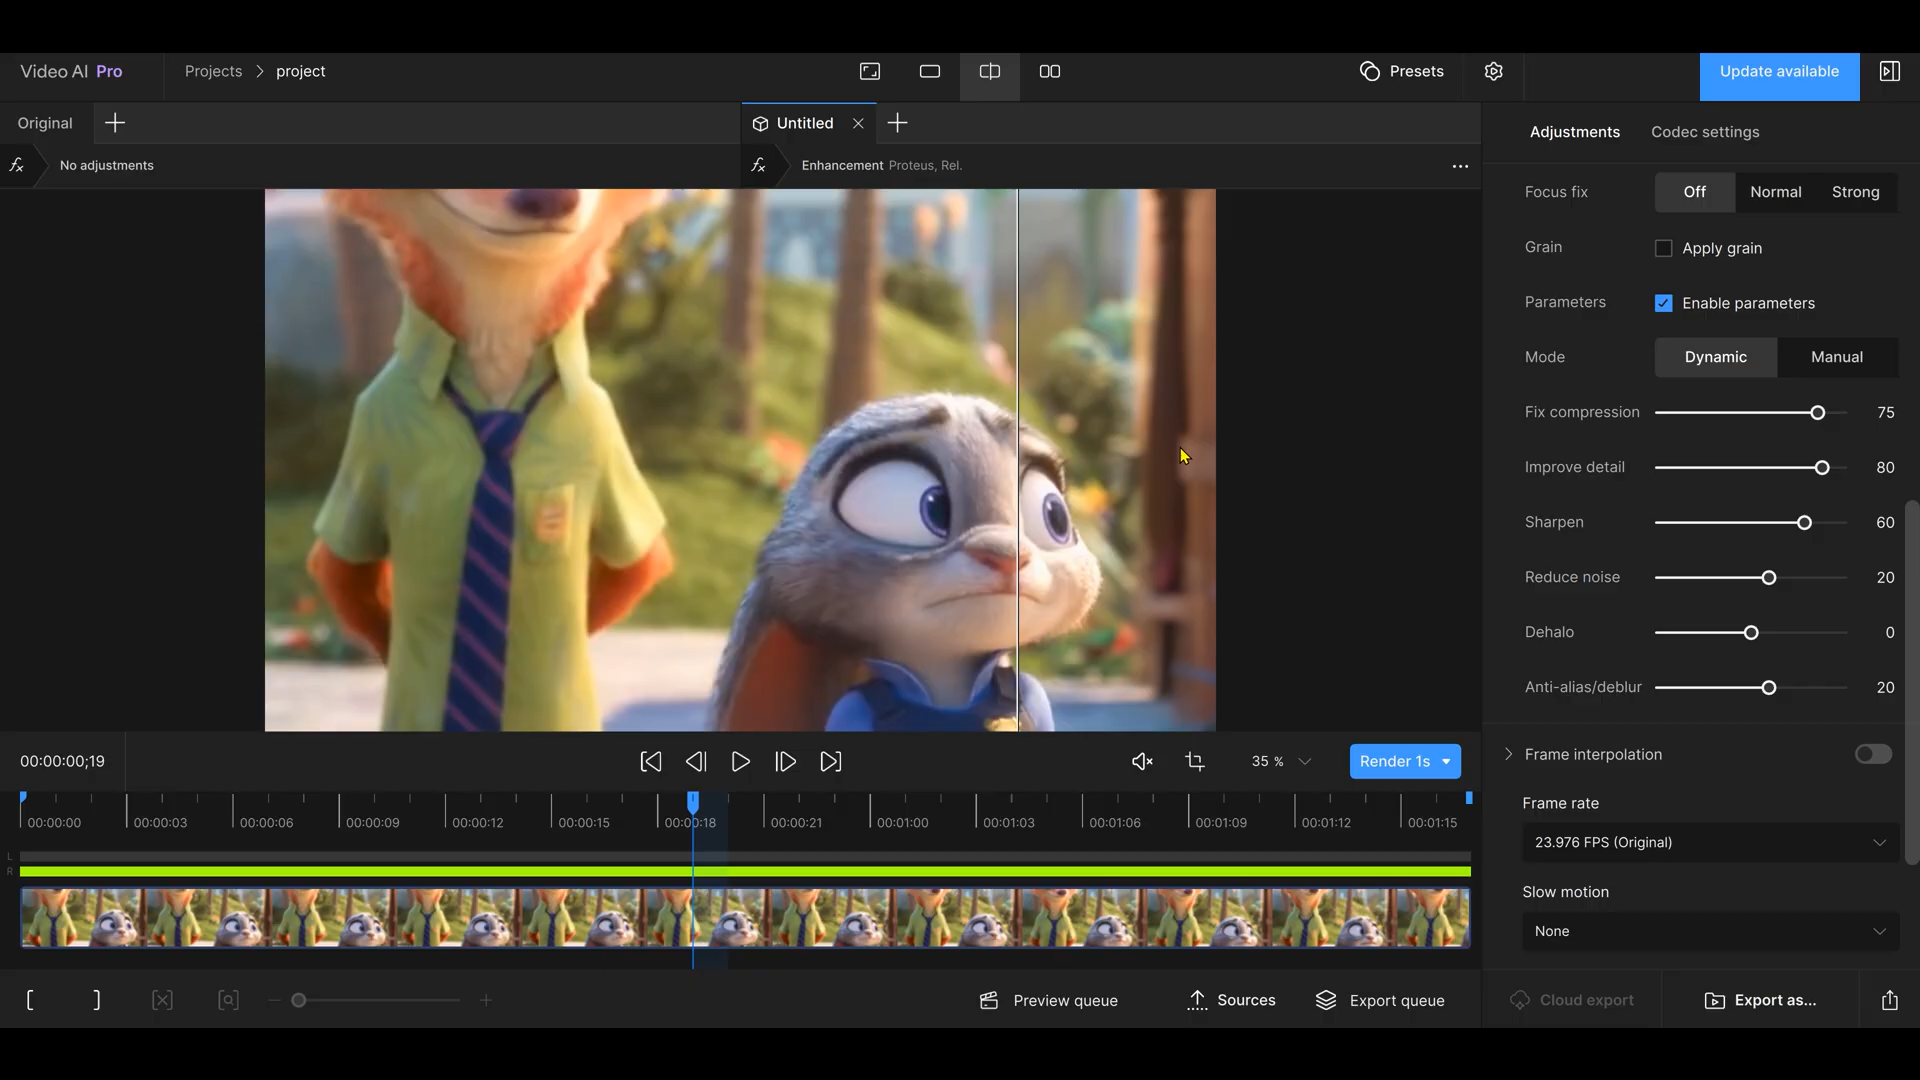 Video AI Pro
Projects > project
Presets
Update available
Original
Untitled
Adjustments
Codec settings
fx No adjustments
fx Enhancement Proteus, Rel.
Focus fix Off Normal Strong
Grain Apply grain
Parameters Enable parameters
Mode Dynamic Manual
Fix compression 75
Improve detail 80
Sharpen 60
Reduce noise 20
Dehalo 0
Anti-alias/deblur 20
00:00:00;19
35 %
Render 1s
Frame interpolation
Frame rate
23.976 FPS (Original)
Slow motion
None
00:00:00 00:00:03 00:00:06 00:00:09 00:00:12 00:00:15 00:00:18 00:00:21 00:01:00 00:01:03 00:01:06 00:01:09 00:01:12 00:01:15
L
R
Preview queue
Sources
Export queue
Cloud export
Export as...